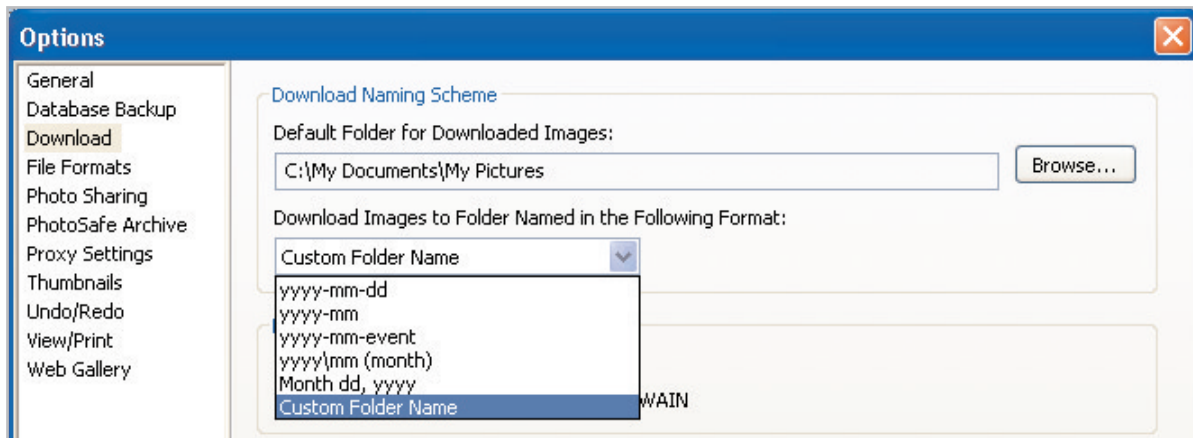 Options
General
Database Backup
Download
File Formats
Photo Sharing
PhotoSafe Archive
Proxy Settings
Thumbnails
Undo/Redo
View/Print
Web Gallery
Download Naming Scheme
Default Folder for Downloaded Images:
C:\My Documents\My Pictures
Browse...
Download Images to Folder Named in the Following Format:
Custom Folder Name
yyyy-mm-dd
yyyy-mm
yyyy-mm-event
yyyy\mm (month)
Month dd, yyyy
Custom Folder Name
WAIN